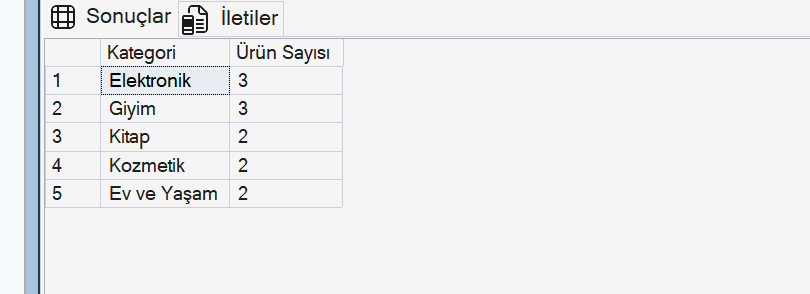 Sonuçlar İletiler
Kategori Ürün Sayısı
1 Elektronik 3
2 Giyim 3
3 Kitap 2
4 Kozmetik 2
5 Ev ve Yaşam 2